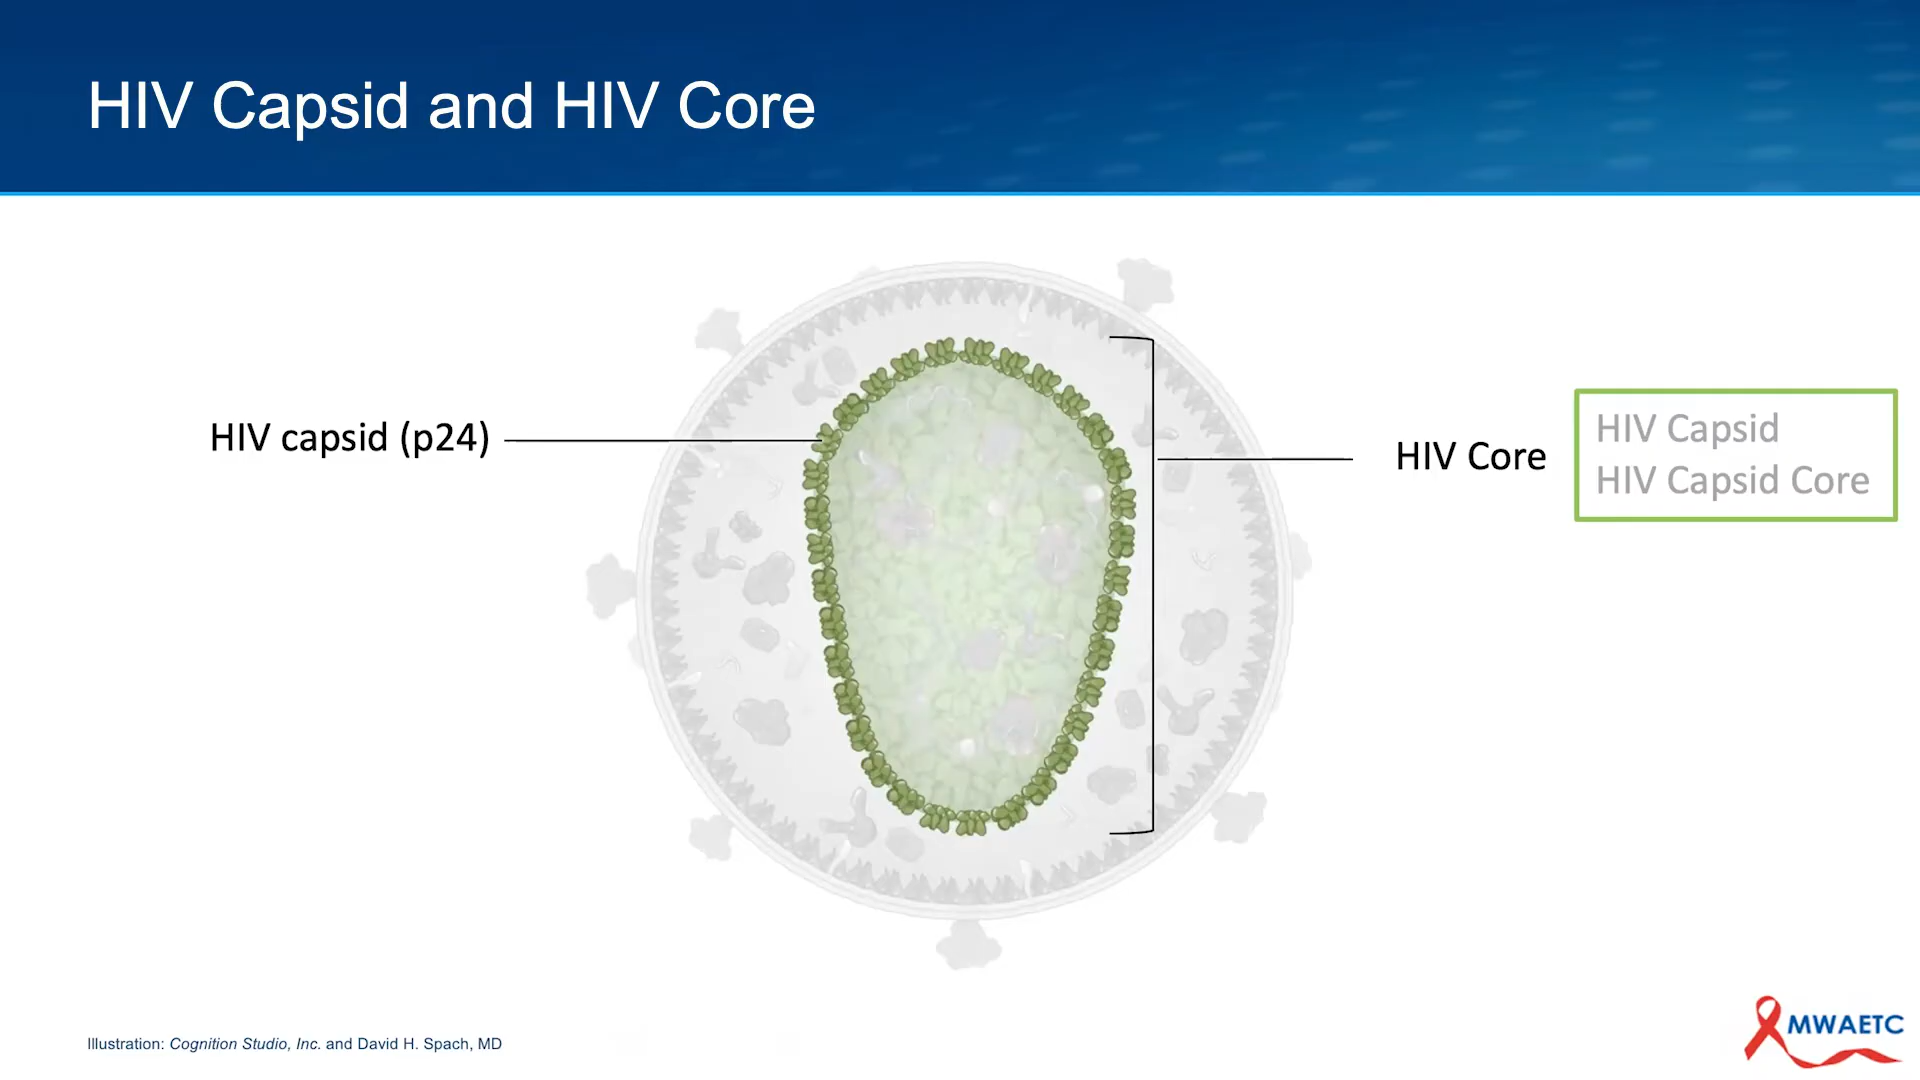 HIV Capsid and HIV Core
HIV capsid (p24)
HIV Core
HIV Capsid
HIV Capsid Core
Illustration: Cognition Studio, Inc. and David H. Spach, MD
MWAETC